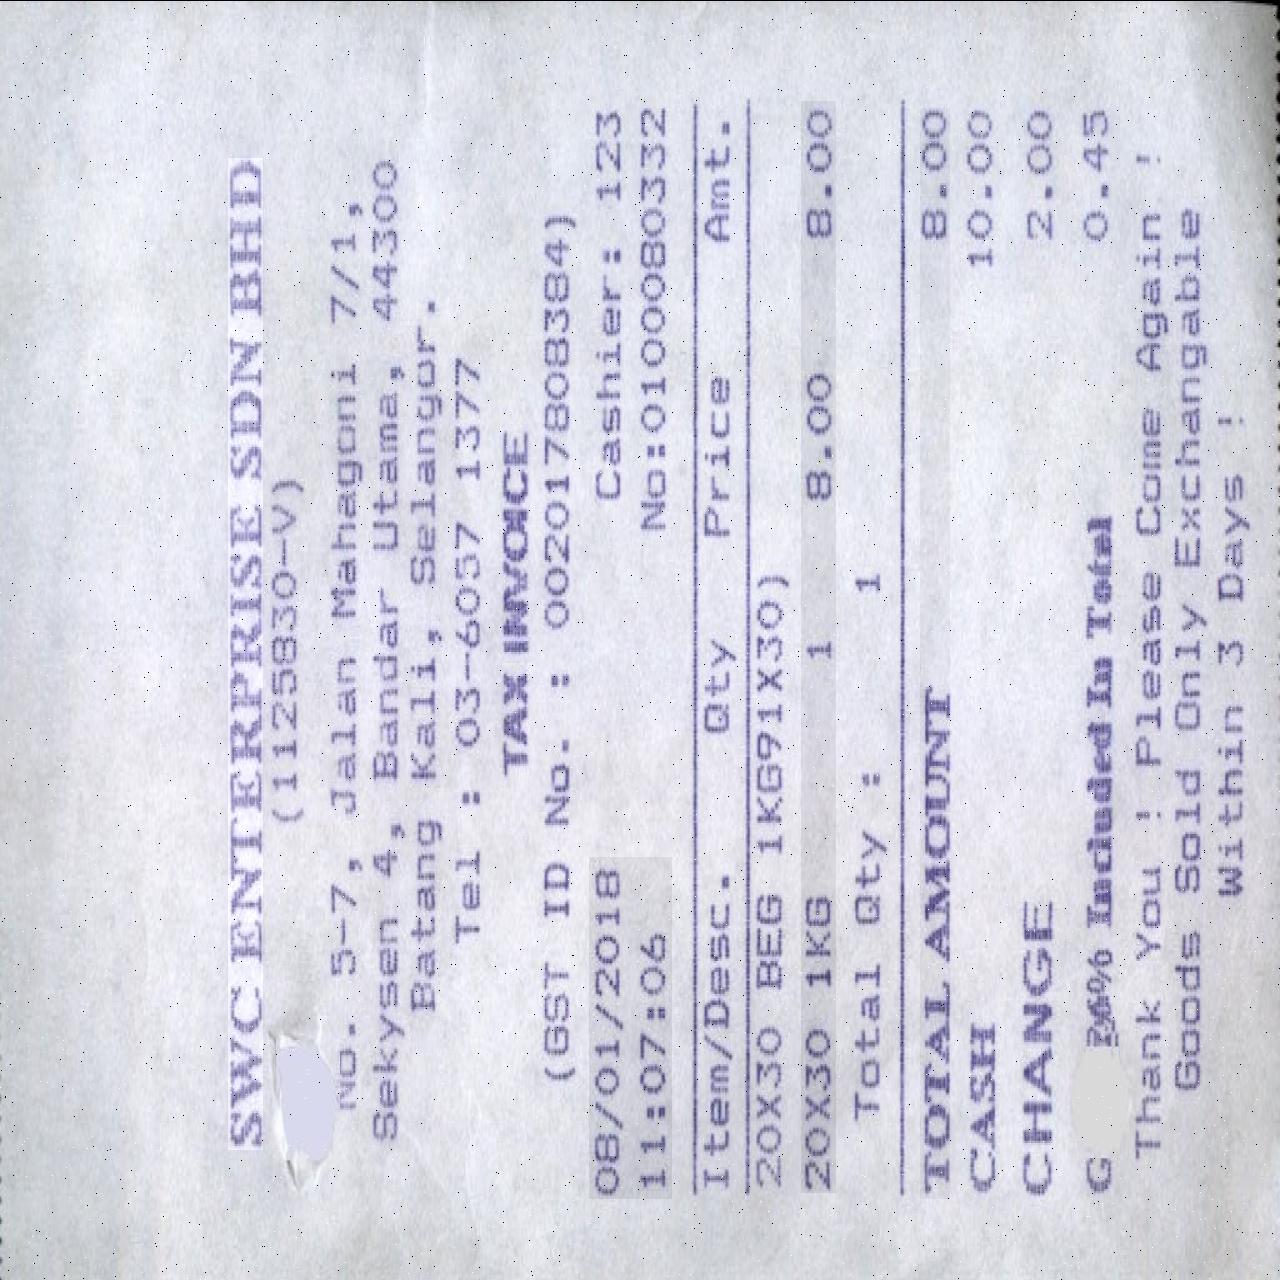 SWC ENTERPRISE SDN BHD
(1125830-V)
No. 5-7, Jalan Mahagoni 7/1,
Sekysen 4, Bandar Utama, 44300
Batang Kali, Selangor.
Tel : 03-6057 1377
TAX INVOICE
(GST ID No. : 002017808384)
08/01/2018 Cashier: 123
11:07:06 No:0100080332
Item/Desc. Qty Price Amt.
20X30 BEG 1KG91X30)
20X30 1KG 1 8.00 8.00
Total Qty : 1
TOTAL AMOUNT 8.00
CASH 10.00
CHANGE 2.00
Included In Total 0.45
Thank You ! Please Come Again !
Goods Sold Only Exchangable
Within 3 Days !